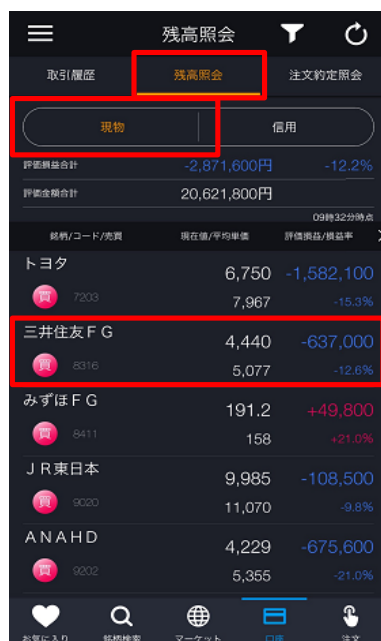 残高照会
取引履歴 残高照会 注文約定照会
現物 信用
評価損益合計 -2,871,600円 -12.2%
評価金額合計 20,621,800円
09時32分時点
銘柄/コード/売買 現在値/平均単価 評価損益/損益率
トヨタ 6,750 -1,582,100
買 7203 7,967 -15.3%
三井住友ＦＧ 4,440 -637,000
買 8316 5,077 -12.6%
みずほＦＧ 191.2 +49,800
買 8411 158 +21.0%
ＪＲ東日本 9,985 -108,500
買 9020 11,070 -9.8%
ＡＮＡＨＤ 4,229 -675,600
買 9202 5,355 -21.0%
お気に入り 銘柄検索 マーケット 口座 注文